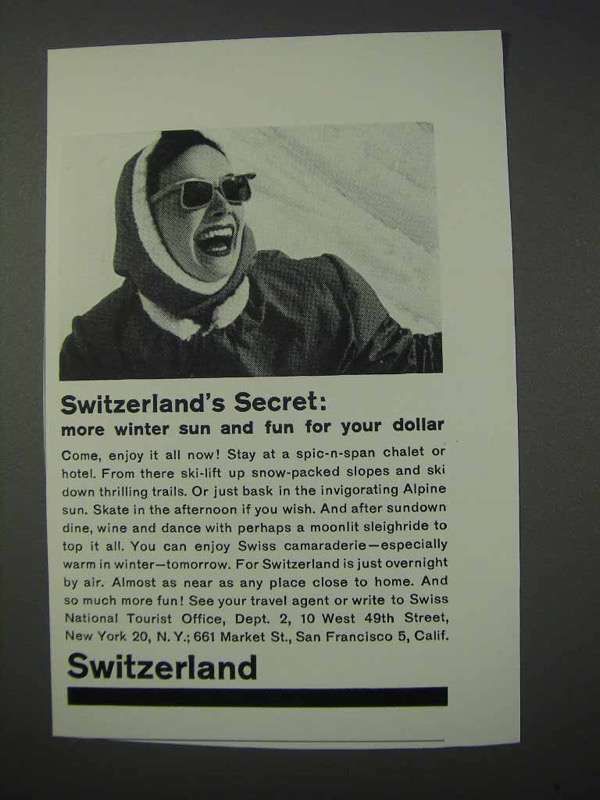 Switzerland's Secret:
more winter sun and fun for your dollar
Come, enjoy it all now! Stay at a spic-n-span chalet or
hotel. From there ski-lift up snow-packed slopes and ski
down thrilling trails. Or just bask in the invigorating Alpine
sun. Skate in the afternoon if you wish. And after sundown
dine, wine and dance with perhaps a moonlit sleighride to
top it all. You can enjoy Swiss camaraderie—especially
warm in winter—tomorrow. For Switzerland is just overnight
by air. Almost as near as any place close to home. And
so much more fun! See your travel agent or write to Swiss
National Tourist Office, Dept. 2, 10 West 49th Street,
New York 20, N. Y.; 661 Market St., San Francisco 5, Calif.
Switzerland